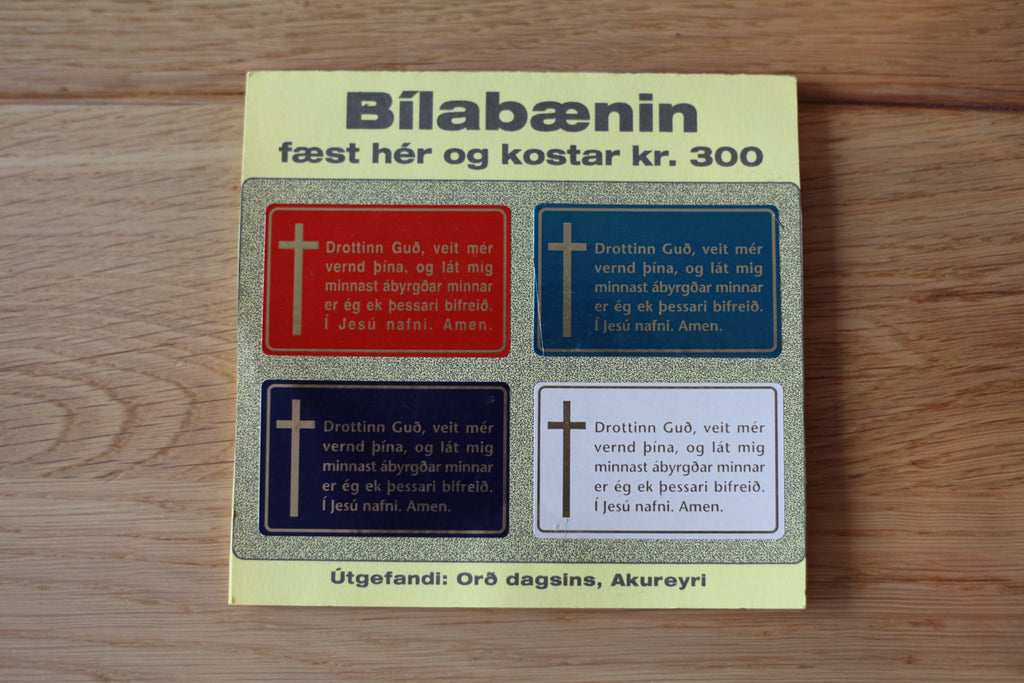 Bílabænin
fæst hér og kostar kr. 300
Drottinn Guð, veit mér
vernd þína, og lát mig
minnast ábyrgðar minnar
er ég ek þessari bifreið.
Í Jesú nafni. Amen.
Drottinn Guð, veit mér
vernd þína, og lát mig
minnast ábyrgðar minnar
er ég ek þessari bifreið.
Í Jesú nafni. Amen.
Drottinn Guð, veit mér
vernd þína, og lát mig
minnast ábyrgðar minnar
er ég ek þessari bifreið.
Í Jesú nafni. Amen.
Drottinn Guð, veit mér
vernd þína, og lát mig
minnast ábyrgðar minnar
er ég ek þessari bifreið.
Í Jesú nafni. Amen.
Útgefandi: Orð dagsins, Akureyri